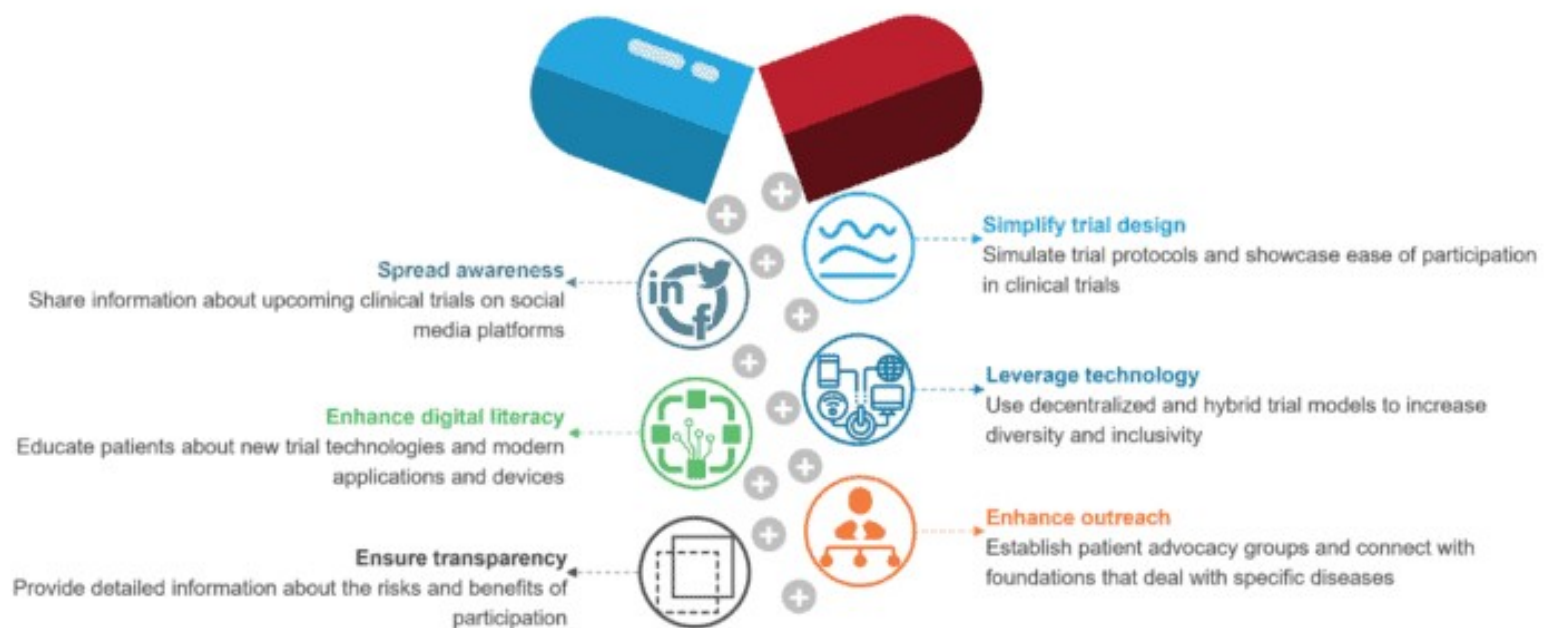 Simplify trial design
Simulate trial protocols and showcase ease of participation
in clinical trials
Spread awareness
Share information about upcoming clinical trials on social
media platforms
in
f
Leverage technology
Use decentralized and hybrid trial models to increase
diversity and inclusivity
Enhance digital literacy
Educate patients about new trial technologies and modern
applications and devices
Enhance outreach
Establish patient advocacy groups and connect with
foundations that deal with specific diseases
Ensure transparency
Provide detailed information about the risks and benefits of
participation